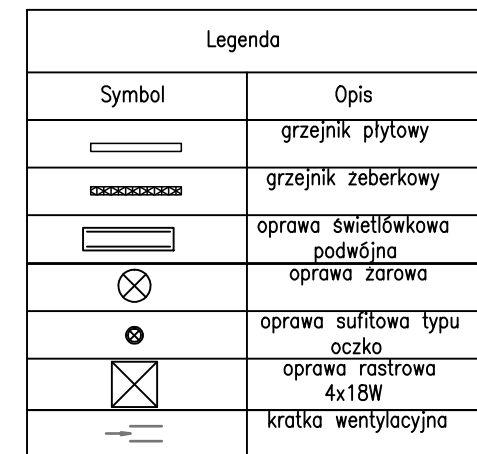 Legenda
Symbol Opis
grzejnik płytowy
grzejnik żeberkowy
oprawa świetlówkowa
podwójna
oprawa żarowa
oprawa sufitowa typu
oczko
oprawa rastrowa
4x18W
kratka wentylacyjna